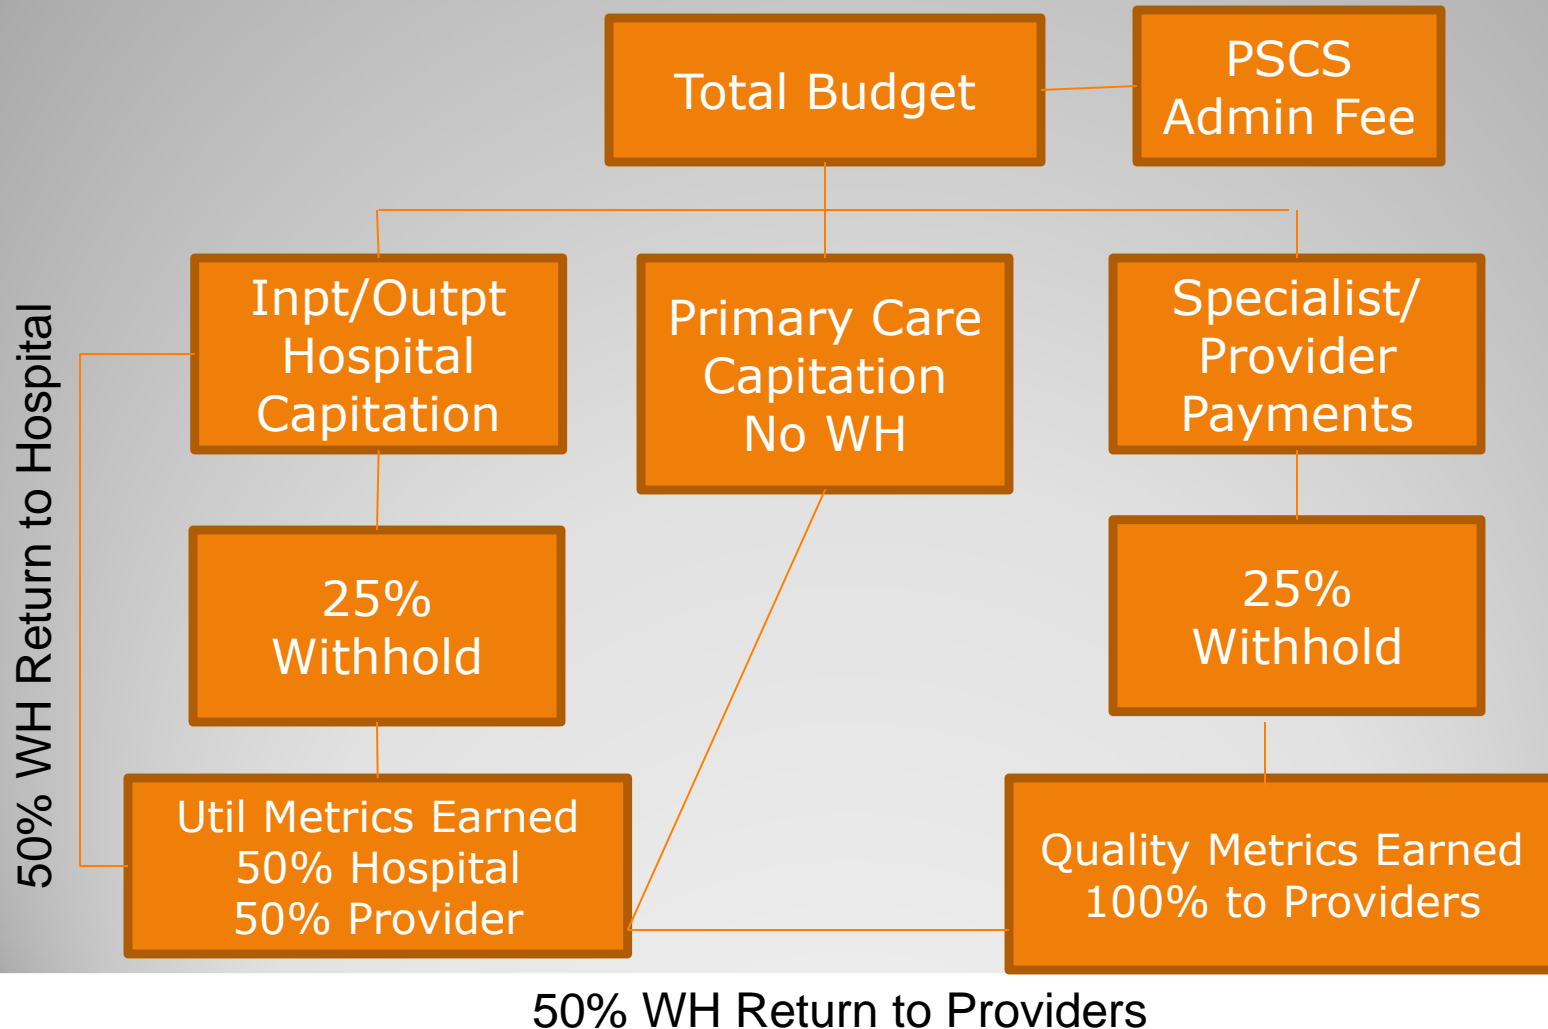 Total Budget
PSCS
Admin Fee
Inpt/Outpt
Hospital
Capitation
Primary Care
Capitation
No WH
Specialist/
Provider
Payments
50% WH Return to Hospital
25%
Withhold
25%
Withhold
Util Metrics Earned
50% Hospital
50% Provider
Quality Metrics Earned
100% to Providers
50% WH Return to Providers